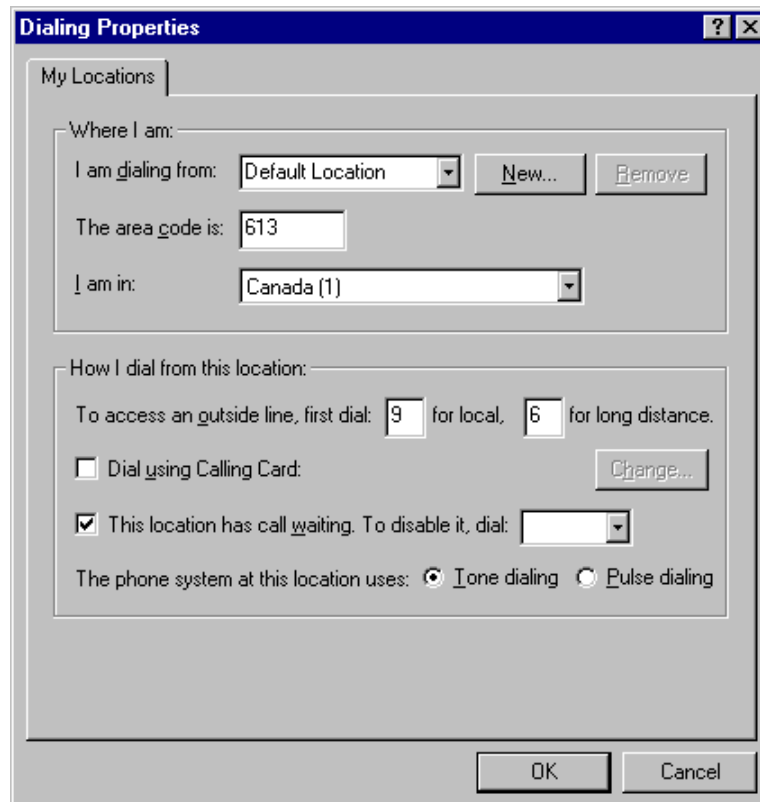 Dialing Properties
My Locations
Where I am:
I am dialing from: Default Location New... Remove
The area code is: 613
I am in: Canada (1)
How I dial from this location:
To access an outside line, first dial: 9 for local, 6 for long distance.
Dial using Calling Card: Change...
This location has call waiting. To disable it, dial:
The phone system at this location uses: Tone dialing Pulse dialing
OK Cancel